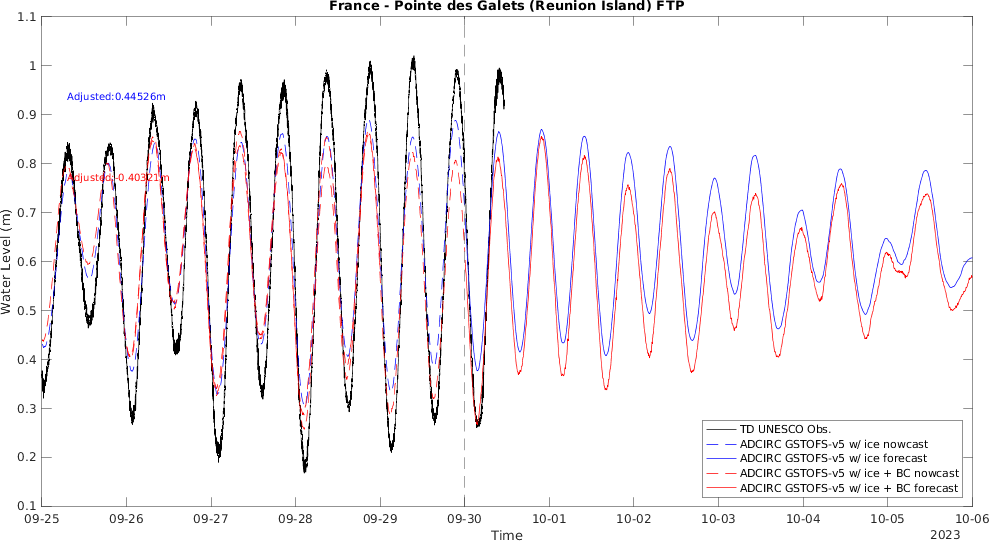 France - Pointe des Galets (Reunion Island) FTP
1.1
1
0.9
0.8
0.7
0.6
0.5
0.4
0.3
0.2
0.1
Water Level (m)
Adjusted:0.44526m
Adjusted:-0.40321m
TD UNESCO Obs.
ADCIRC GSTOFS-v5 w/ ice nowcast
ADCIRC GSTOFS-v5 w/ ice forecast
ADCIRC GSTOFS-v5 w/ ice + BC nowcast
ADCIRC GSTOFS-v5 w/ ice + BC forecast
09-25 09-26 09-27 09-28 09-29 09-30 10-01 10-02 10-03 10-04 10-05 10-06
Time
2023